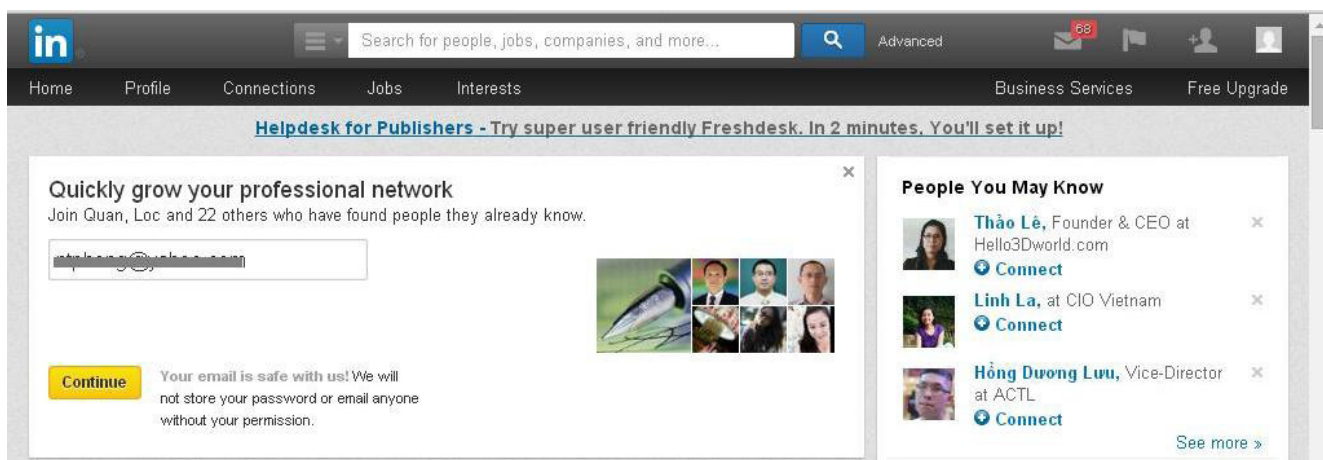 in
Search for people, jobs, companies, and more...
Advanced
68
Home Profile Connections Jobs Interests Business Services Free Upgrade
Helpdesk for Publishers - Try super user friendly Freshdesk. In 2 minutes, You'll set it up!
Quickly grow your professional network
Join Quan, Loc and 22 others who have found people they already know.
Continue
Your email is safe with us! We will
not store your password or email anyone
without your permission.
People You May Know
Thảo Lê, Founder & CEO at
Hello3Dworld.com
Connect
Linh La, at CIO Vietnam
Connect
Hồng Dương Lưu, Vice-Director
at ACTL
Connect
See more »